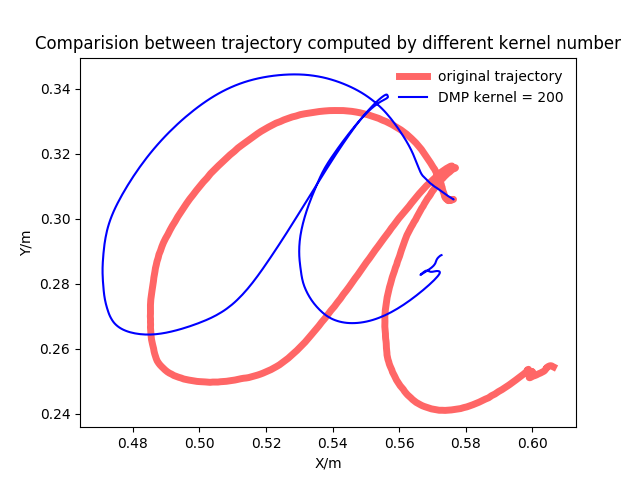 Comparision between trajectory computed by different kernel number
original trajectory
DMP kernel = 200
Y/m
0.34
0.32
0.30
0.28
0.26
0.24
0.48 0.50 0.52 0.54 0.56 0.58 0.60
X/m